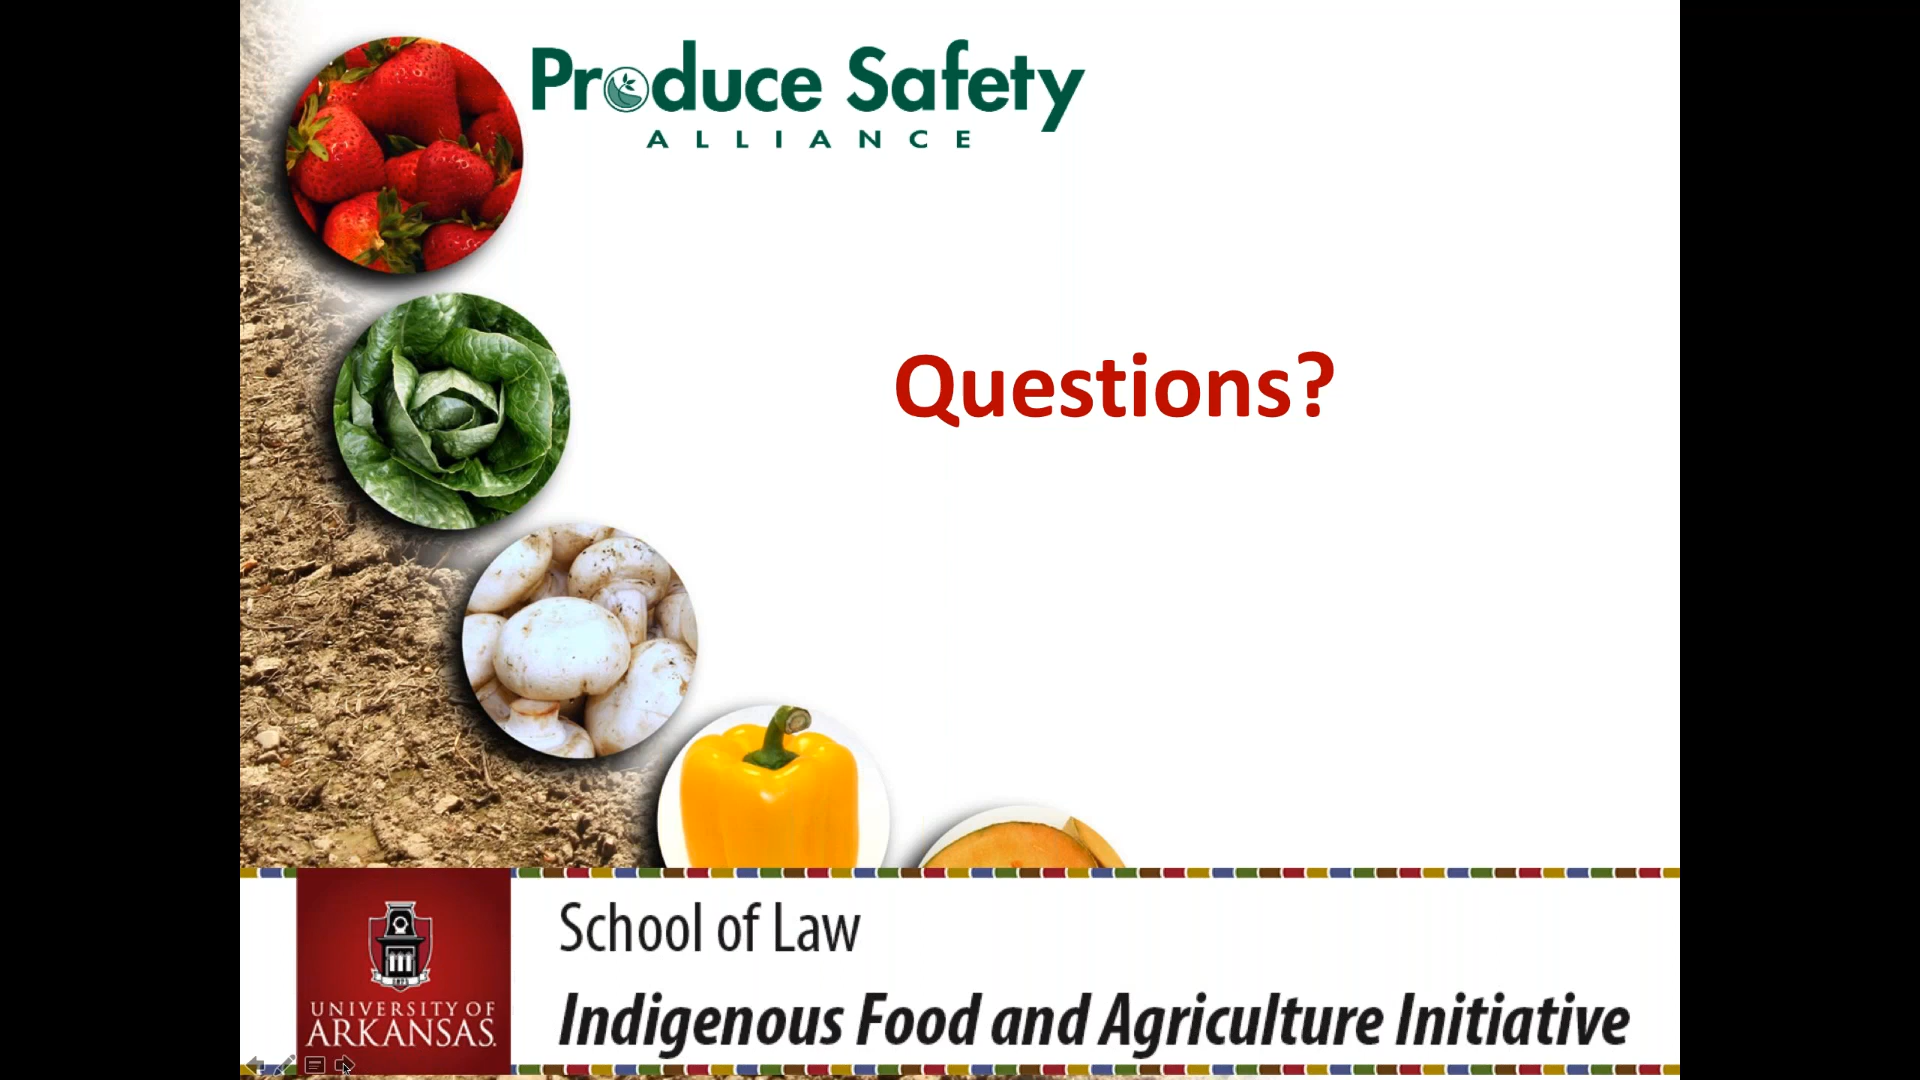 Produce Safety
ALLIANCE
Questions?
School of Law
Indigenous Food and Agriculture Initiative
UNIVERSITY OF
ARKANSAS.